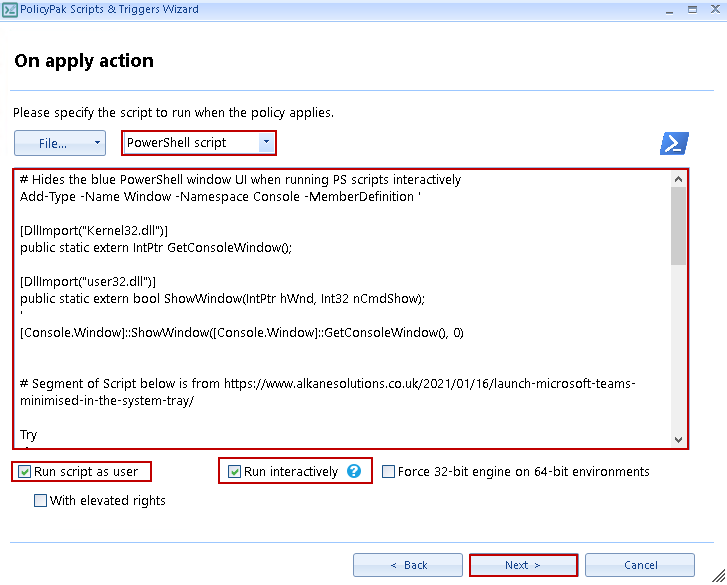 PolicyPak Scripts & Triggers Wizard
On apply action
Please specify the script to run when the policy applies.
File...
PowerShell script
# Hides the blue PowerShell window UI when running PS scripts interactively
Add-Type -Name Window -Namespace Console -MemberDefinition '
[DllImport("Kernel32.dll")]
public static extern IntPtr GetConsoleWindow();
[DllImport("user32.dll")]
public static extern bool ShowWindow(IntPtr hWnd, Int32 nCmdShow);
'
[Console.Window]::ShowWindow([Console.Window]::GetConsoleWindow(), 0)
# Segment of Script below is from https://www.alkanesolutions.co.uk/2021/01/16/launch-microsoft-teams-
minimised-in-the-system-tray/
Try
Run script as user
Run interactively ?
Force 32-bit engine on 64-bit environments
With elevated rights
< Back
Next >
Cancel